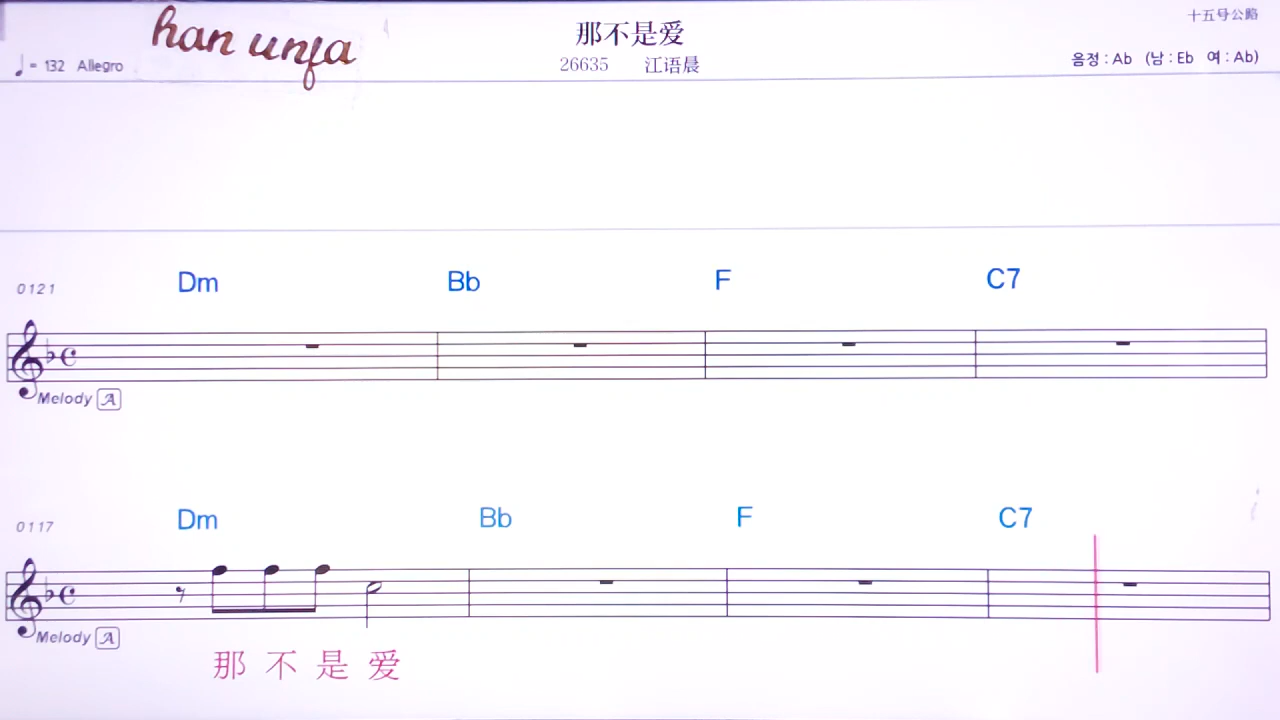 han unja
那不是爱
十五号公路
♩= 132 Allegro
26635 江语晨
음정 : Ab (남 : Eb 여 : Ab)
0121 Dm Bb F C7
Melody A
0117 Dm Bb F C7
Melody A
那 不 是 爱